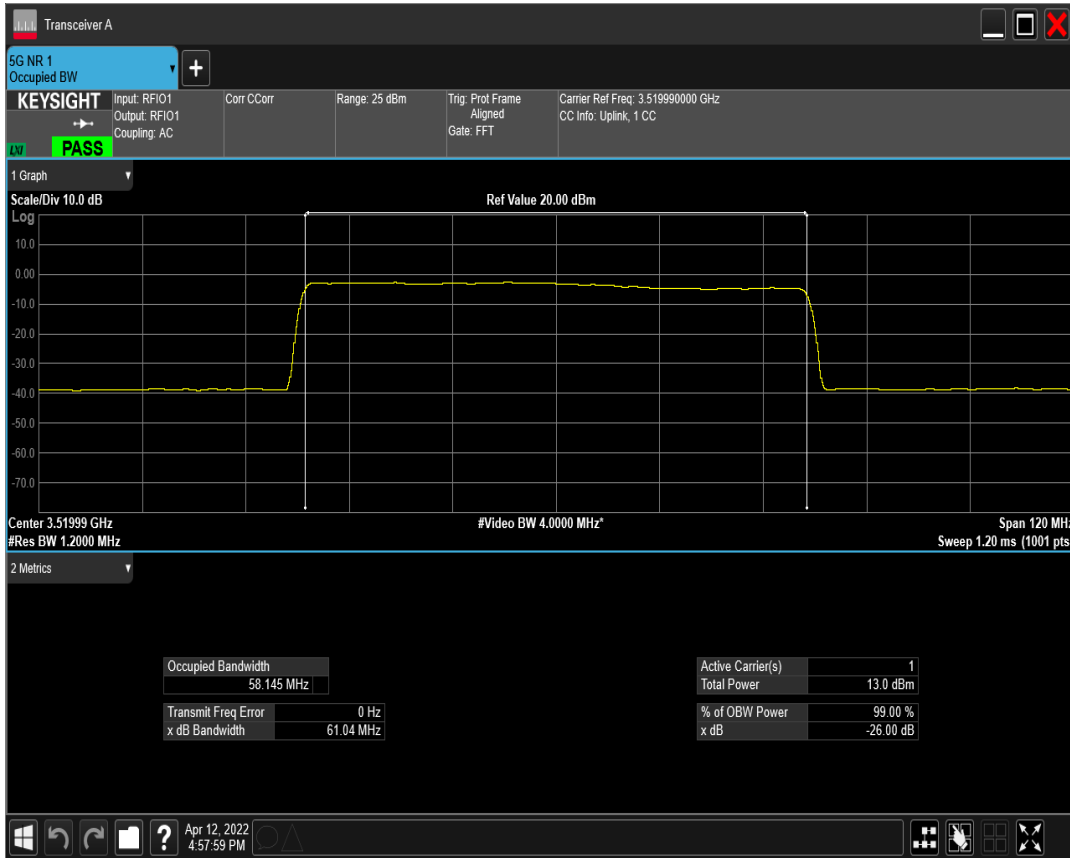 Transceiver A
5G NR 1
Occupied BW
+
KEYSIGHT
LXI
PASS
Input: RFIO1
Output: RFIO1
Coupling: AC
Corr CCorr
Range: 25 dBm
Trig: Prot Frame
Aligned
Gate: FFT
Carrier Ref Freq: 3.519990000 GHz
CC Info: Uplink, 1 CC
1 Graph
Scale/Div 10.0 dB
Ref Value 20.00 dBm
Log
10.0
0.00
-10.0
-20.0
-30.0
-40.0
-50.0
-60.0
-70.0
Center 3.51999 GHz
#Video BW 4.0000 MHz*
Span 120 MHz
#Res BW 1.2000 MHz
Sweep 1.20 ms (1001 pts
2 Metrics
Occupied Bandwidth
58.145 MHz
Transmit Freq Error 0 Hz
x dB Bandwidth 61.04 MHz
Active Carrier(s) 1
Total Power 13.0 dBm
% of OBW Power 99.00 %
x dB -26.00 dB
?
Apr 12, 2022
4:57:59 PM